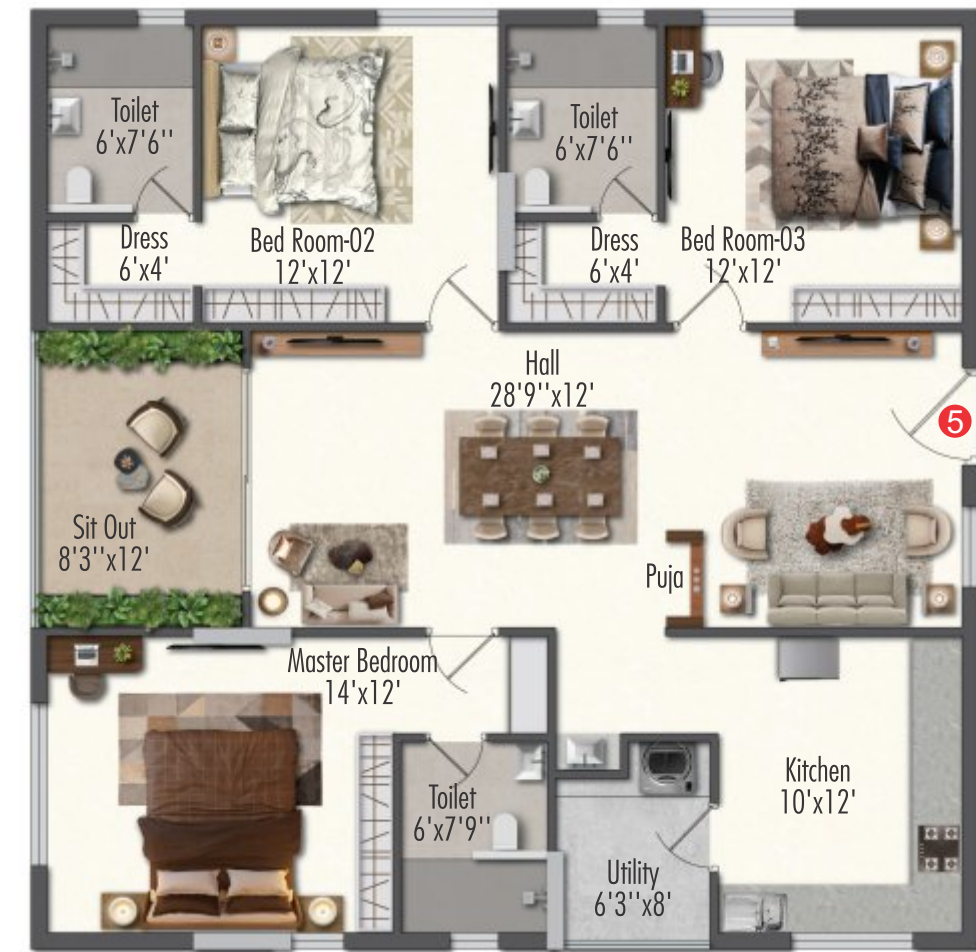 Toilet
6'x7'6''
Toilet
6'x7'6''
Dress
6'x4'
Bed Room-02
12'x12'
Dress
6'x4'
Bed Room-03
12'x12'
Hall
28'9''x12'
5
Sit Out
8'3''x12'
Puja
Master Bedroom
14'x12'
Toilet
6'x7'9''
Kitchen
10'x12'
Utility
6'3''x8'